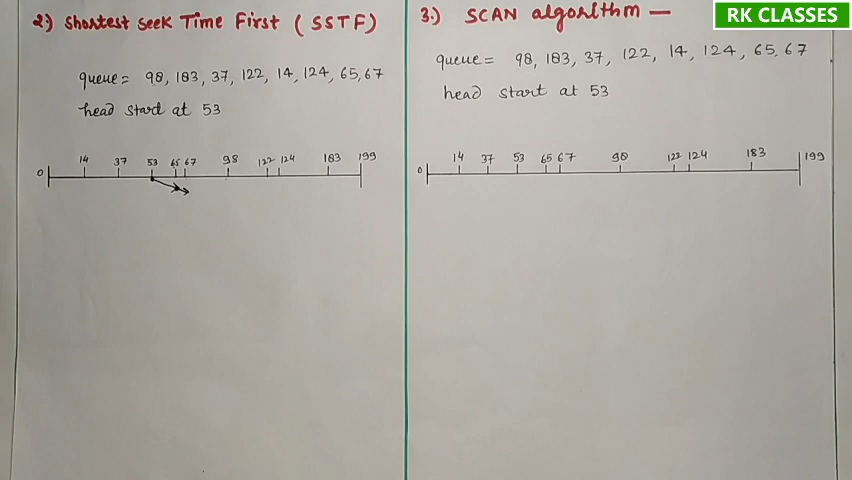 RK CLASSES
2.) Shortest Seek Time First ( SSTF)
queue = 98, 183, 37, 122, 14, 124, 65, 67
head start at 53
0 14 37 53 65 67 98 122 124 183 199
3.) SCAN algorithm —
queue = 98, 183, 37, 122, 14, 124, 65, 67
head start at 53
0 14 37 53 65 67 98 122 124 183 199